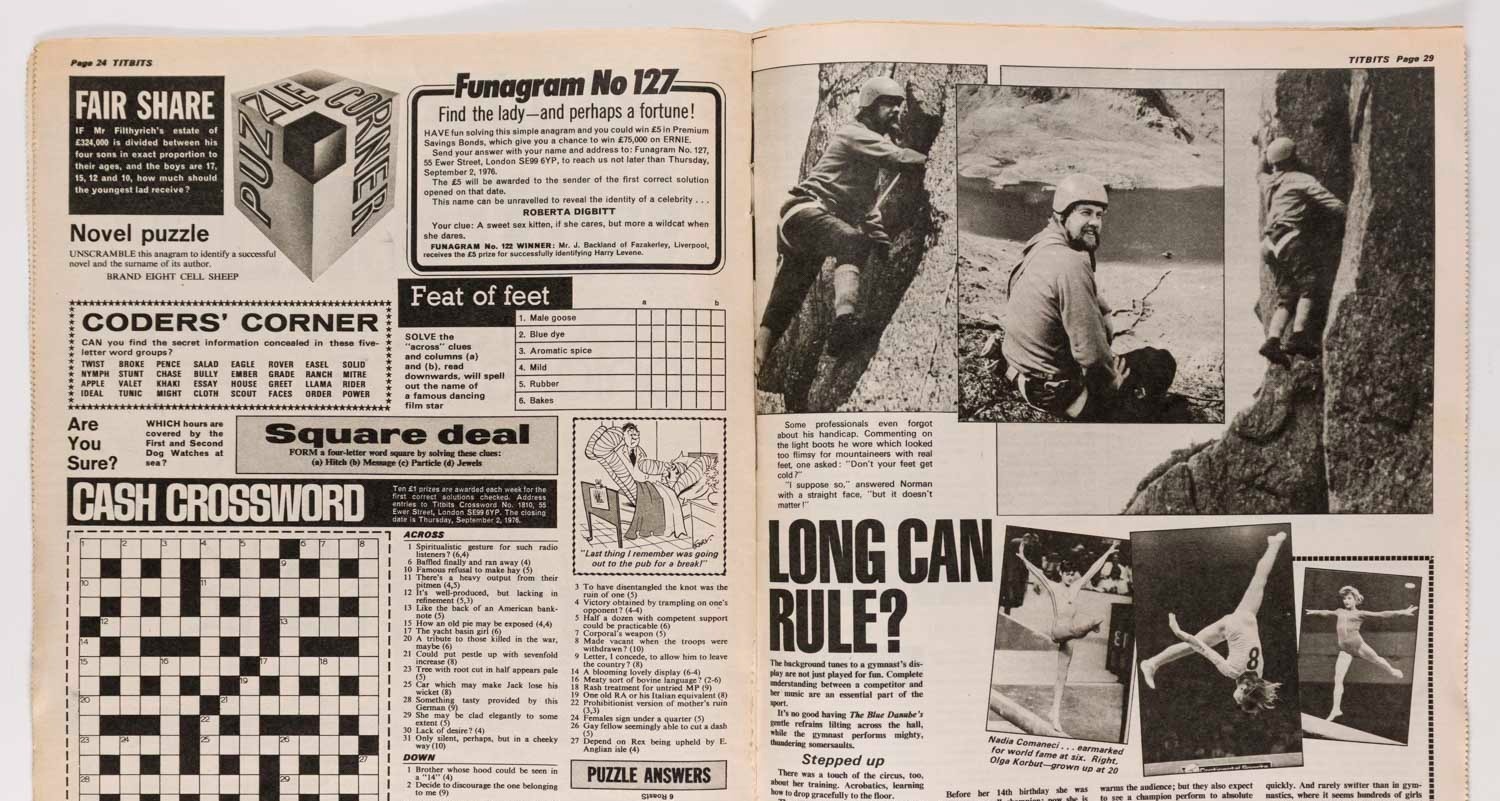 Page 24 TITBITS
FAIR SHARE
IF Mr Filthyrich's estate of
£324,000 is divided between his
four sons in exact proportion to
their ages, and the boys are 17,
15, 12 and 10, how much should
the youngest lad receive?
PUZZLE CORNER
Novel puzzle
UNSCRAMBLE this anagram to identify a successful
novel and the surname of its author.
BRAND EIGHT CELL SHEEP
Funagram No 127
Find the lady—and perhaps a fortune!
HAVE fun solving this simple anagram and you could win £5 in Premium
Savings Bonds, which give you a chance to win £75,000 on ERNIE.
Send your answer with your name and address to: Funagram No. 127,
55 Ewer Street, London SE99 6YP, to reach us not later than Thursday,
September 2, 1976.
The £5 will be awarded to the sender of the first correct solution
opened on that date.
This name can be unravelled to reveal the identity of a celebrity . . .
ROBERTA DIGBITT
Your clue: A sweet sex kitten, if she cares, but more a wildcat when
she dares.
FUNAGRAM No. 122 WINNER: Mr. J. Backland of Fazakerley, Liverpool,
receives the £5 prize for successfully identifying Harry Levene.
CODERS' CORNER
CAN you find the secret information concealed in these five-
letter word groups?
TWIST BROKE PENCE SALAD EAGLE ROVER EASEL SOLID
NYMPH STUNT CHASE BULLY EMBER GRADE RANCH MITRE
APPLE VALET KHAKI ESSAY HOUSE GREET LLAMA RIDER
IDEAL TUNIC MIGHT CLOTH SCOUT FACES ORDER POWER
Feat of feet
SOLVE the
"across" clues
and columns (a)
and (b), read
downwards, will spell
out the name of
a famous dancing
film star
a b
1. Male goose
2. Blue dye
3. Aromatic spice
4. Mild
5. Rubber
6. Bakes
Are
You
Sure?
WHICH hours are
covered by the
First and Second
Dog Watches at
sea?
Square deal
FORM a four-letter word square by solving these clues:
(a) Hitch (b) Message (c) Particle (d) Jewels
CASH CROSSWORD
Ten £1 prizes are awarded each week for the
first correct solutions checked. Address
entries to Titbits Crossword No. 1810, 55
Ewer Street, London SE99 6YP. The closing
date is Thursday, September 2, 1976.
1 2 3 4 5 6 7 8
9
10 11
12 13
14
15 16 17 18
19
20 21
22
23 24 25 26
27
28 29
ACROSS
1 Spiritualistic gesture for such radio
listeners? (6,4)
6 Baffled finally and ran away (4)
10 Famous refusal to make hay (5)
11 There's a heavy output from their
pitmen (4,5)
12 It's well-produced, but lacking in
refinement (5,3)
13 Like the back of an American bank-
note (5)
15 How an old pie may be exposed (4,4)
17 The yacht basin girl (6)
20 A tribute to those killed in the war,
maybe (6)
21 Could put pestle up with sevenfold
increase (8)
23 Tree with root cut in half appears pale
(5)
25 Car which may make Jack lose his
wicket (8)
28 Something tasty provided by this
German (9)
29 She may be clad elegantly to some
extent (5)
30 Lack of desire? (4)
31 Only silent, perhaps, but in a cheeky
way (10)
DOWN
1 Brother whose hood could be seen in
a "14" (4)
2 Decide to discourage the one belonging
to me (9)
"Last thing I remember was going
out to the pub for a break!"
3 To have disentangled the knot was the
ruin of one (5)
4 Victory obtained by trampling on one's
opponent? (4-4)
5 Half a dozen with competent support
could be practicable (6)
7 Corporal's weapon (5)
8 Made vacant when the troops were
withdrawn? (10)
9 Letter, I concede, to allow him to leave
the country? (8)
14 A blooming lovely display (6-4)
16 Meaty sort of bovine language? (2-6)
18 Rash treatment for untried MP (9)
19 One old RA or his Italian equivalent (8)
22 Prohibitionist version of mother's ruin
(3,3)
24 Females sign under a quarter (5)
26 Gay fellow seemingly able to cut a dash
(5)
27 Depend on Rex being upheld by E.
Anglian isle (4)
PUZZLE ANSWERS
TITBITS Page 29
Some professionals even forgot
about his handicap. Commenting on
the light boots he wore which looked
too flimsy for mountaineers with real
feet, one asked: "Don't your feet get
cold?"
"I suppose so," answered Norman
with a straight face, "but it doesn't
matter!"
LONG CAN
RULE?
The background tunes to a gymnast's dis-
play are not just played for fun. Complete
understanding between a competitor and
her music are an essential part of the
sport.
It's no good having The Blue Danube's
gentle refrains lilting across the hall,
while the gymnast performs mighty,
thundering somersaults.
Stepped up
There was a touch of the circus, too,
about her training. Acrobatics, learning
how to drop gracefully to the floor.
8
Nadia Comaneci . . . earmarked
for world fame at six. Right,
Olga Korbut—grown up at 20
Before her 14th birthday she was
warms the audience; but they also expect
to see a champion perform to absolute
quickly. And rarely swifter than in gym-
nastics, where it seems hundreds of girls